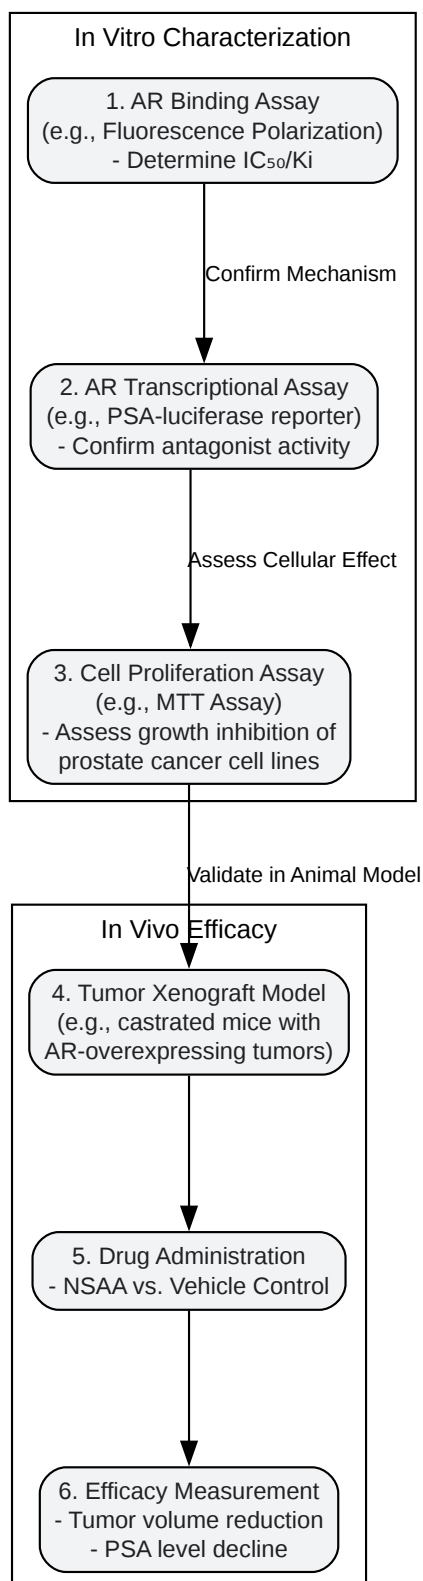 In Vitro Characterization
1. AR Binding Assay
(e.g., Fluorescence Polarization)
- Determine IC₅₀/Ki
Confirm Mechanism
2. AR Transcriptional Assay
(e.g., PSA-luciferase reporter)
- Confirm antagonist activity
Assess Cellular Effect
3. Cell Proliferation Assay
(e.g., MTT Assay)
- Assess growth inhibition of
prostate cancer cell lines
Validate in Animal Model
In Vivo Efficacy
4. Tumor Xenograft Model
(e.g., castrated mice with
AR-overexpressing tumors)
5. Drug Administration
- NSAA vs. Vehicle Control
6. Efficacy Measurement
- Tumor volume reduction
- PSA level decline